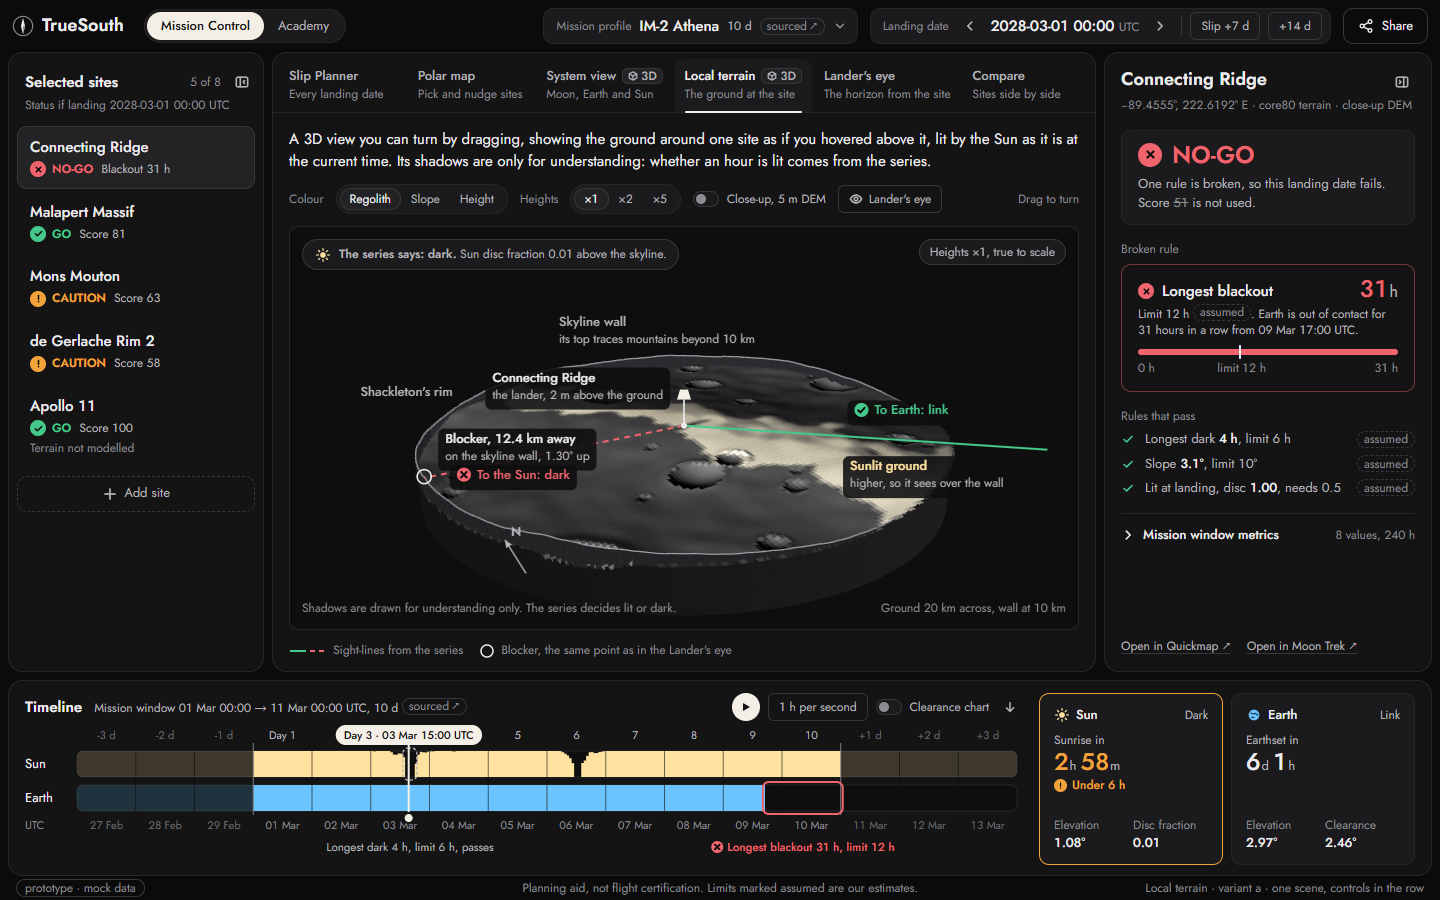 TrueSouth
Mission Control
Academy
Mission profile IM-2 Athena 10 d sourced ↗
Landing date 2028-03-01 00:00 UTC
Slip +7 d
+14 d
Share
Selected sites 5 of 8
Status if landing 2028-03-01 00:00 UTC
Connecting Ridge
NO-GO Blackout 31 h
Malapert Massif
GO Score 81
Mons Mouton
CAUTION Score 63
de Gerlache Rim 2
CAUTION Score 58
Apollo 11
GO Score 100
Terrain not modelled
Add site
Slip Planner
Every landing date
Polar map
Pick and nudge sites
System view 3D
Moon, Earth and Sun
Local terrain 3D
The ground at the site
Lander's eye
The horizon from the site
Compare
Sites side by side
A 3D view you can turn by dragging, showing the ground around one site as if you hovered above it, lit by the Sun as it is at
the current time. Its shadows are only for understanding: whether an hour is lit comes from the series.
Colour Regolith Slope Height Heights ×1 ×2 ×5 Close-up, 5 m DEM Lander's eye Drag to turn
The series says: dark. Sun disc fraction 0.01 above the skyline.
Heights ×1, true to scale
Skyline wall
its top traces mountains beyond 10 km
Shackleton's rim
Connecting Ridge
the lander, 2 m above the ground
To Earth: link
Blocker, 12.4 km away
on the skyline wall, 1.30° up
To the Sun: dark
Sunlit ground
higher, so it sees over the wall
N
Shadows are drawn for understanding only. The series decides lit or dark.
Ground 20 km across, wall at 10 km
Sight-lines from the series
Blocker, the same point as in the Lander's eye
Connecting Ridge
−89.4555°, 222.6192° E · core80 terrain · close-up DEM
NO-GO
One rule is broken, so this landing date fails.
Score 51 is not used.
Broken rule
Longest blackout 31 h
Limit 12 h assumed . Earth is out of contact for
31 hours in a row from 09 Mar 17:00 UTC.
0 h limit 12 h 31 h
Rules that pass
Longest dark 4 h, limit 6 h assumed
Slope 3.1°, limit 10° assumed
Lit at landing, disc 1.00, needs 0.5 assumed
Mission window metrics 8 values, 240 h
Open in Quickmap ↗ Open in Moon Trek ↗
Timeline Mission window 01 Mar 00:00 → 11 Mar 00:00 UTC, 10 d sourced ↗
1 h per second
Clearance chart
-3 d -2 d -1 d Day 1 Day 3 · 03 Mar 15:00 UTC 5 6 7 8 9 10 +1 d +2 d +3 d
Sun
Earth
UTC 27 Feb 28 Feb 29 Feb 01 Mar 02 Mar 03 Mar 04 Mar 05 Mar 06 Mar 07 Mar 08 Mar 09 Mar 10 Mar 11 Mar 12 Mar 13 Mar
Longest dark 4 h, limit 6 h, passes
Longest blackout 31 h, limit 12 h
Sun Dark
Sunrise in
2 h 58 m
Under 6 h
Elevation Disc fraction
1.08° 0.01
Earth Link
Earthset in
6 d 1 h
Elevation Clearance
2.97° 2.46°
prototype · mock data
Planning aid, not flight certification. Limits marked assumed are our estimates.
Local terrain · variant a · one scene, controls in the row